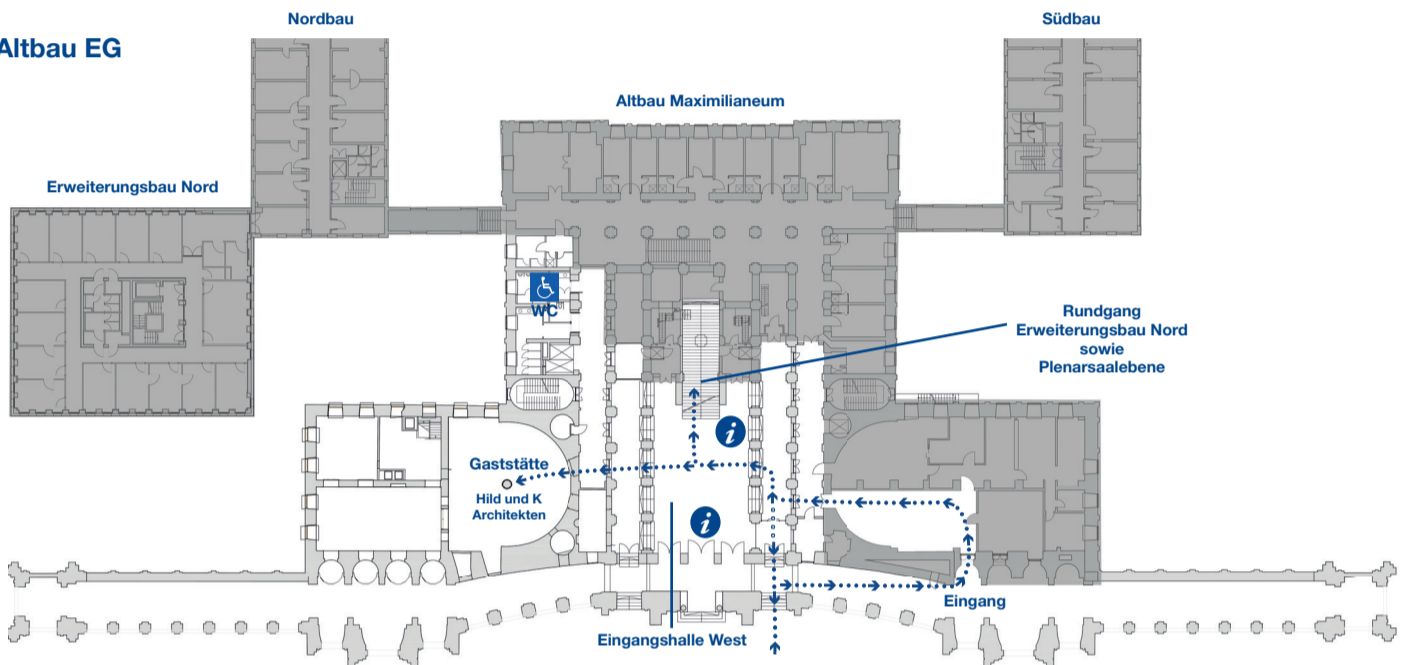 Nordbau
Südbau
Altbau EG
Altbau Maximilianeum
Erweiterungsbau Nord
WC
Rundgang
Erweiterungsbau Nord
sowie
Plenarsaalebene
i
Gaststätte
Hild und K
Architekten
i
Eingang
Eingangshalle West